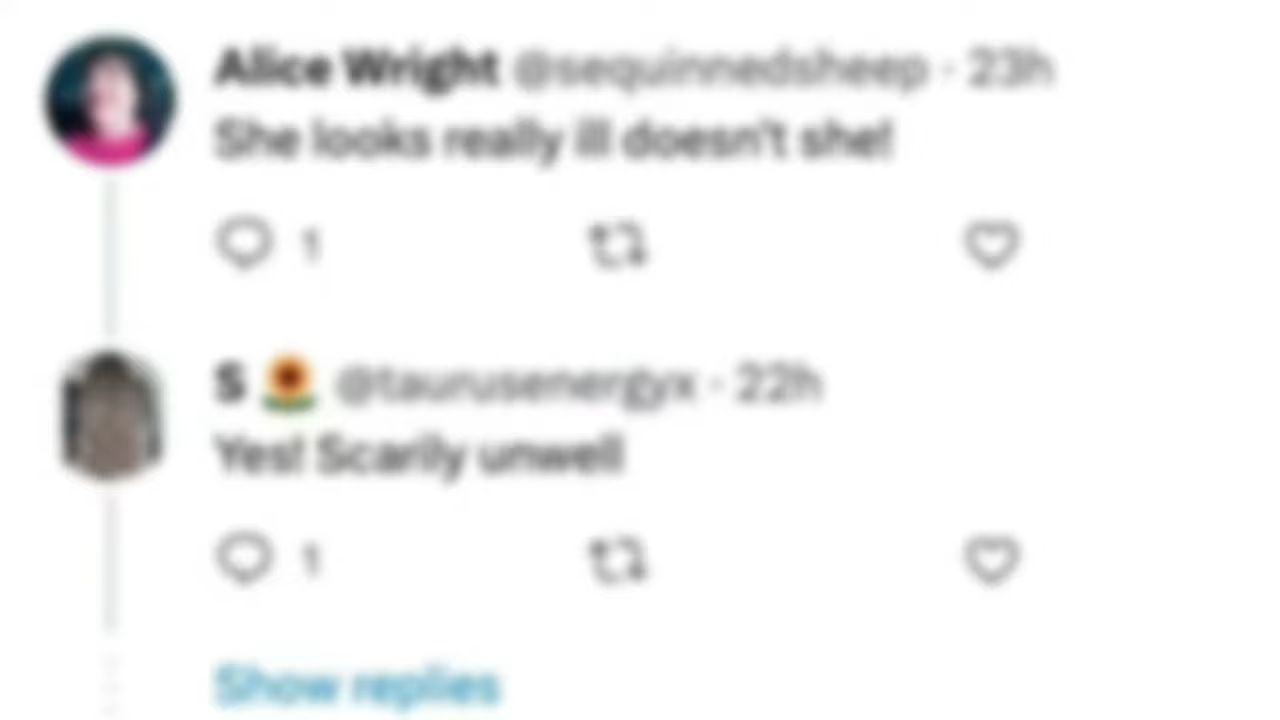 Alice Wright @sequinnedsheep · 23h
She looks really ill doesn't she!
1
S 🌻 @taurusenergyx · 22h
Yes! Scarily unwell
1
Show replies